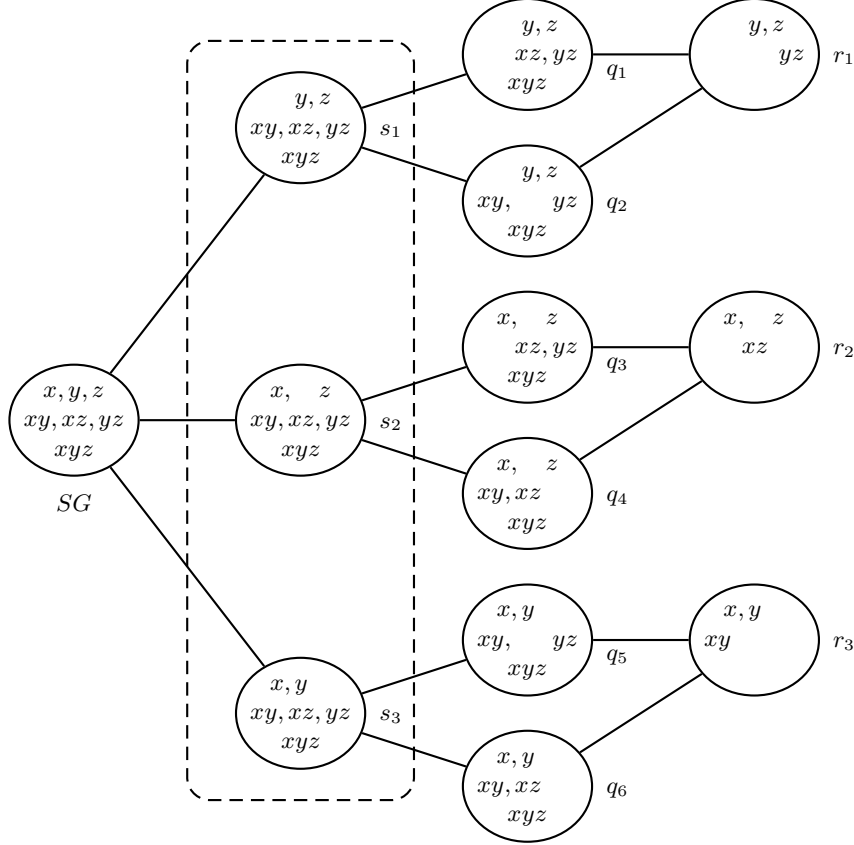 y, z
xz, yz
xyz
q₁
y, z
yz
r₁
y, z
xy, xz, yz
xyz
s₁
y, z
xy, yz
xyz
q₂
x, z
xz, yz
xyz
q₃
x, z
xz
r₂
x, y, z
xy, xz, yz
xyz
SG
x, z
xy, xz, yz
xyz
s₂
x, z
xy, xz
xyz
q₄
x, y
xy, yz
xyz
q₅
x, y
xy
r₃
x, y
xy, xz, yz
xyz
s₃
x, y
xy, xz
xyz
q₆